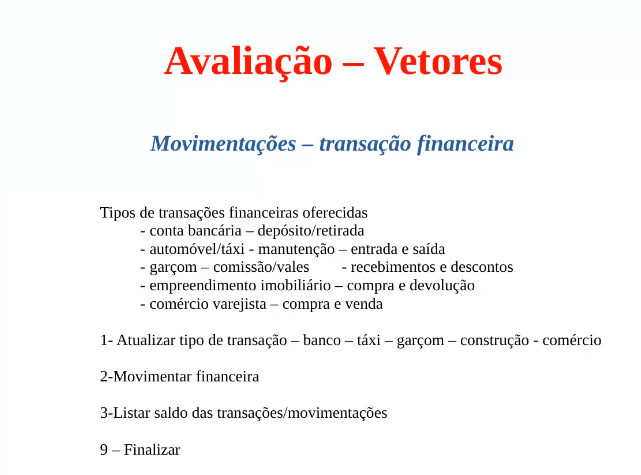 Avaliação – Vetores
Movimentações – transação financeira
Tipos de transações financeiras oferecidas
- conta bancária – depósito/retirada
- automóvel/táxi - manutenção – entrada e saída
- garçom – comissão/vales - recebimentos e descontos
- empreendimento imobiliário – compra e devolução
- comércio varejista – compra e venda
1- Atualizar tipo de transação – banco – táxi – garçom – construção - comércio
2-Movimentar financeira
3-Listar saldo das transações/movimentações
9 – Finalizar